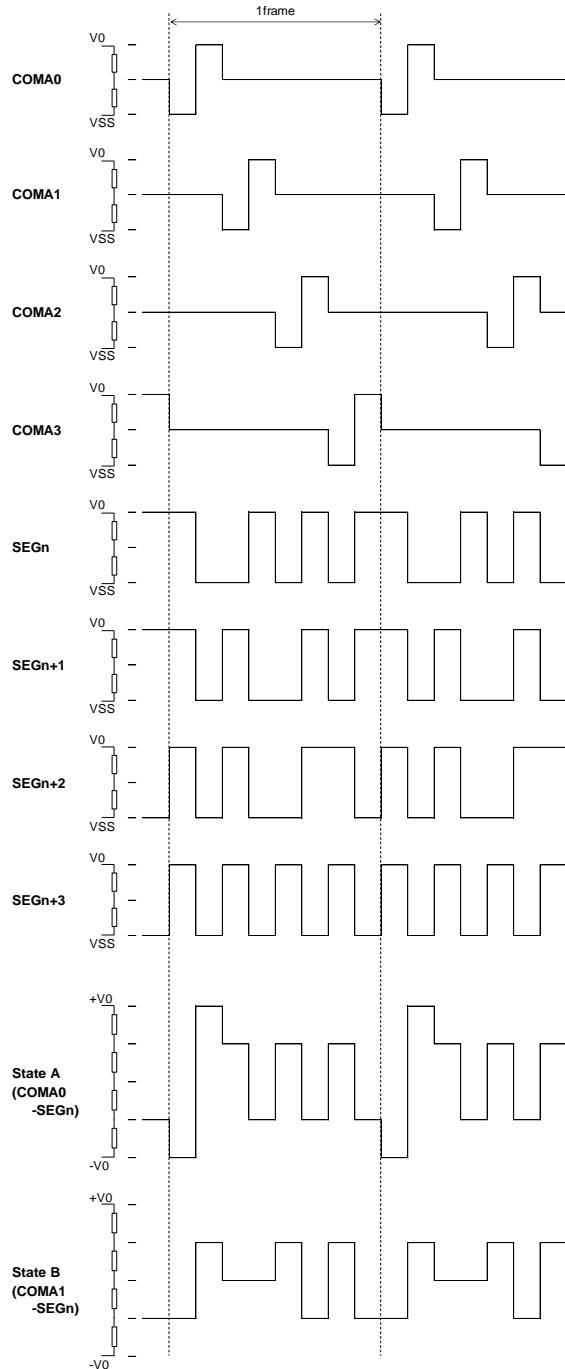 1frame
V0
COMA0
VSS
V0
COMA1
VSS
V0
COMA2
VSS
V0
COMA3
VSS
V0
SEGn
VSS
V0
SEGn+1
VSS
V0
SEGn+2
VSS
V0
SEGn+3
VSS
+V0
State A
(COMA0
-SEGn)
-V0
+V0
State B
(COMA1
-SEGn)
-V0